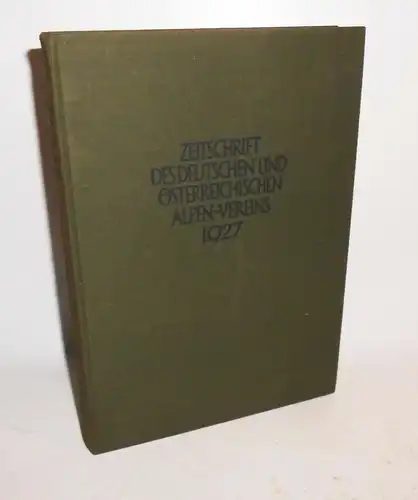 ZEITSCHRIFT
DES DEUTSCHEN UND
ÖSTERREICHISCHEN
ALPEN-VEREINS
1927